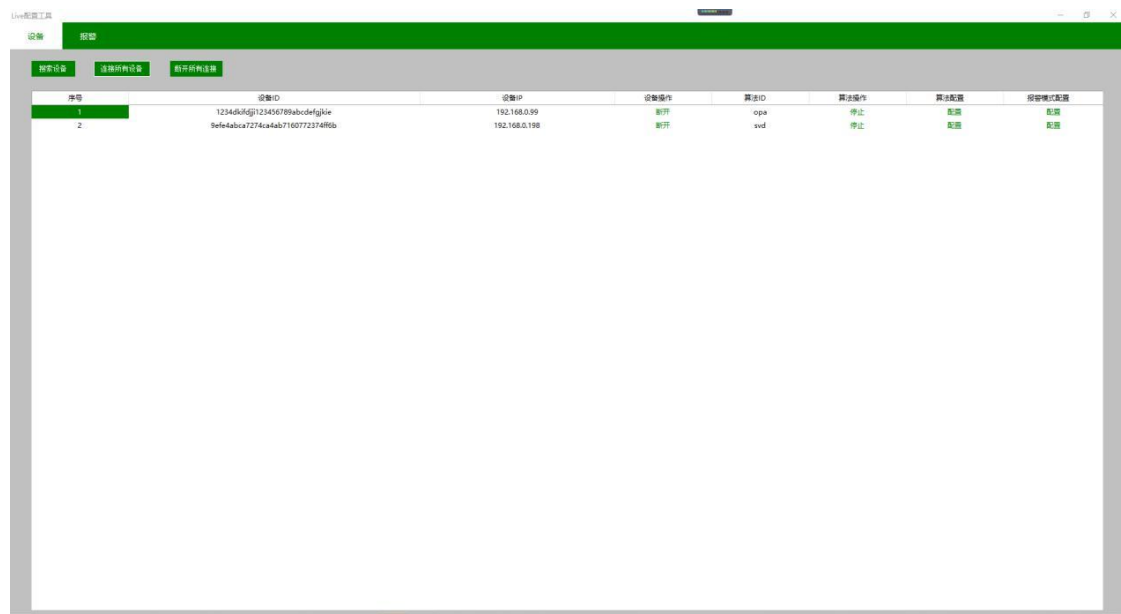 Live配置工具
设备 报警
搜索设备 连接所有设备 断开所有连接
序号 设备ID 设备IP 设备操作 算法ID 算法操作 算法配置 报警模式配置
1 1234dkifdjji123456789abcdefgjkie 192.168.0.99 断开 opa 停止 配置 配置
2 9efe4abca7274ca4ab7160772374ff6b 192.168.0.198 断开 svd 停止 配置 配置